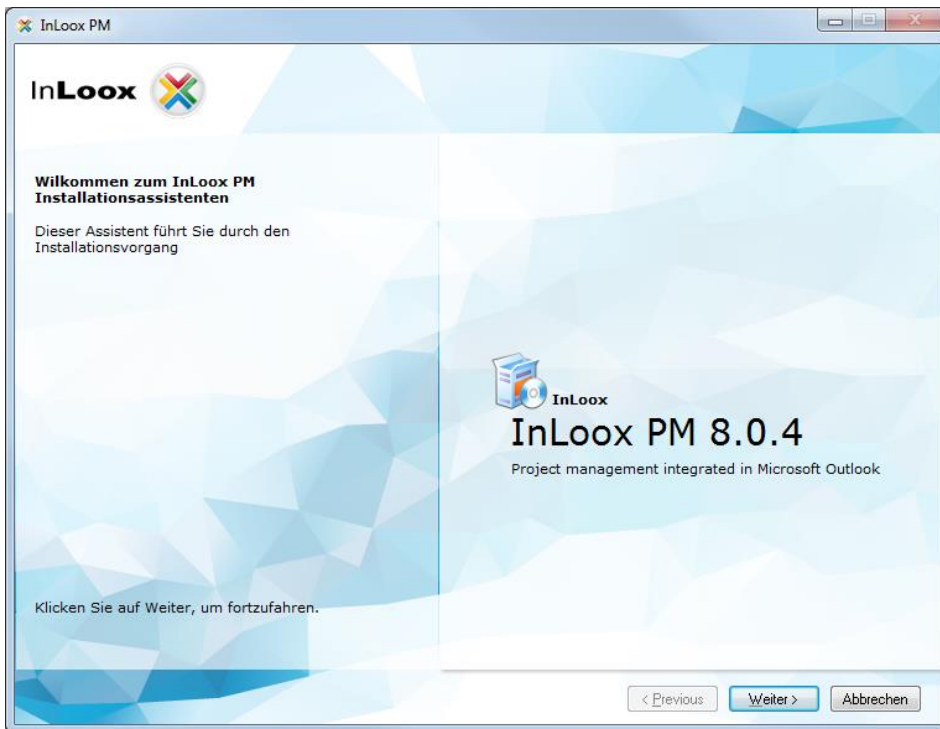 InLoox PM
InLoox
Wilkommen zum InLoox PM
Installationsassistenten
Dieser Assistent führt Sie durch den
Installationsvorgang
InLoox
InLoox PM 8.0.4
Project management integrated in Microsoft Outlook
Klicken Sie auf Weiter, um fortzufahren.
< Previous
Weiter >
Abbrechen